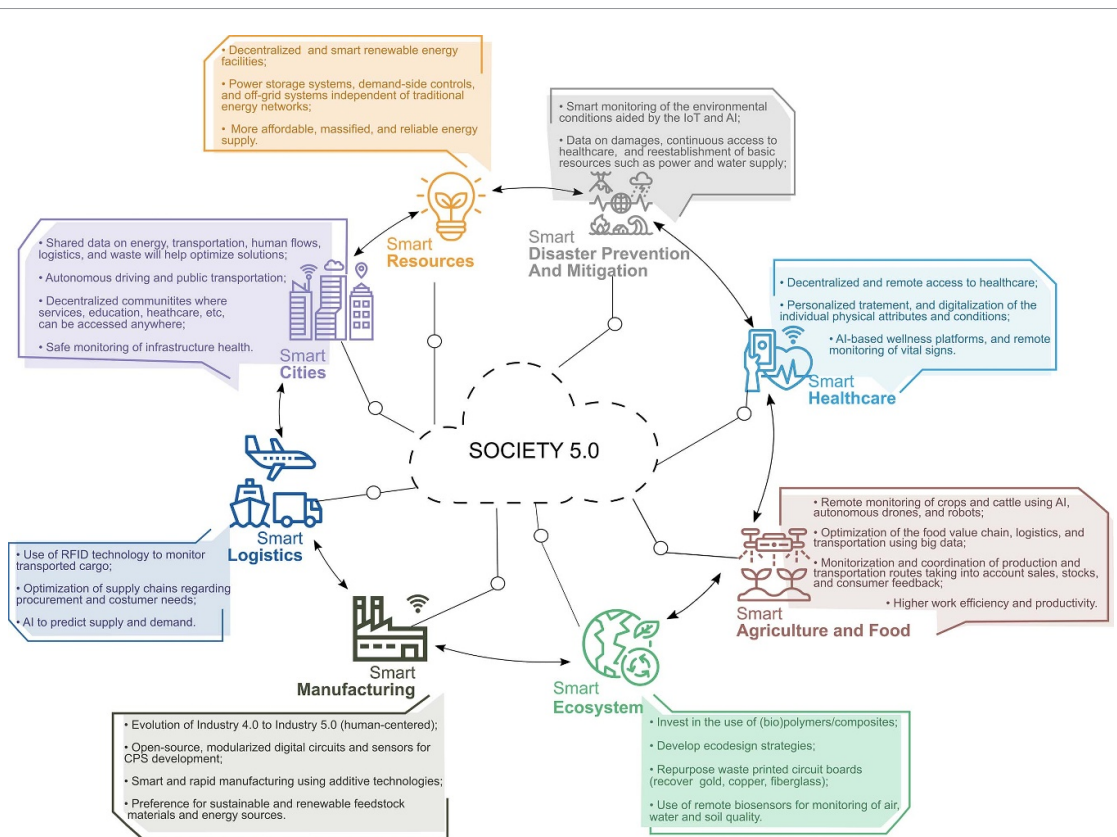 • Decentralized and smart renewable energy
facilities;
• Power storage systems, demand-side controls,
and off-grid systems independent of traditional
energy networks;
• More affordable, massified, and reliable energy
supply.
Smart
Resources
• Smart monitoring of the environmental
conditions aided by the IoT and AI;
• Data on damages, continuous access to
healthcare, and reestablishment of basic
resources such as power and water supply;
Smart
Disaster Prevention
And Mitigation
• Shared data on energy, transportation, human flows,
logistics, and waste will help optimize solutions;
• Autonomous driving and public transportation;
• Decentralized communitites where
services, education, heathcare, etc,
can be accessed anywhere;
• Safe monitoring of infrastructure health.
Smart
Cities
• Decentralized and remote access to healthcare;
• Personalized tratement, and digitalization of the
individual physical attributes and conditions;
• AI-based wellness platforms, and remote
monitoring of vital signs.
Smart
Healthcare
SOCIETY 5.0
Smart
Logistics
• Use of RFID technology to monitor
transported cargo;
• Optimization of supply chains regarding
procurement and costumer needs;
• AI to predict supply and demand.
• Remote monitoring of crops and cattle using AI,
autonomous drones, and robots;
• Optimization of the food value chain, logistics, and
transportation using big data;
• Monitorization and coordination of production and
transportation routes taking into account sales, stocks,
and consumer feedback;
• Higher work efficiency and productivity.
Smart
Agriculture and Food
Smart
Manufacturing
• Evolution of Industry 4.0 to Industry 5.0 (human-centered);
• Open-source, modularized digital circuits and sensors for
CPS development;
• Smart and rapid manufacturing using additive technologies;
• Preference for sustainable and renewable feedstock
materials and energy sources.
Smart
Ecosystem
• Invest in the use of (bio)polymers/composites;
• Develop ecodesign strategies;
• Repurpose waste printed circuit boards
(recover gold, copper, fiberglass);
• Use of remote biosensors for monitoring of air,
water and soil quality.